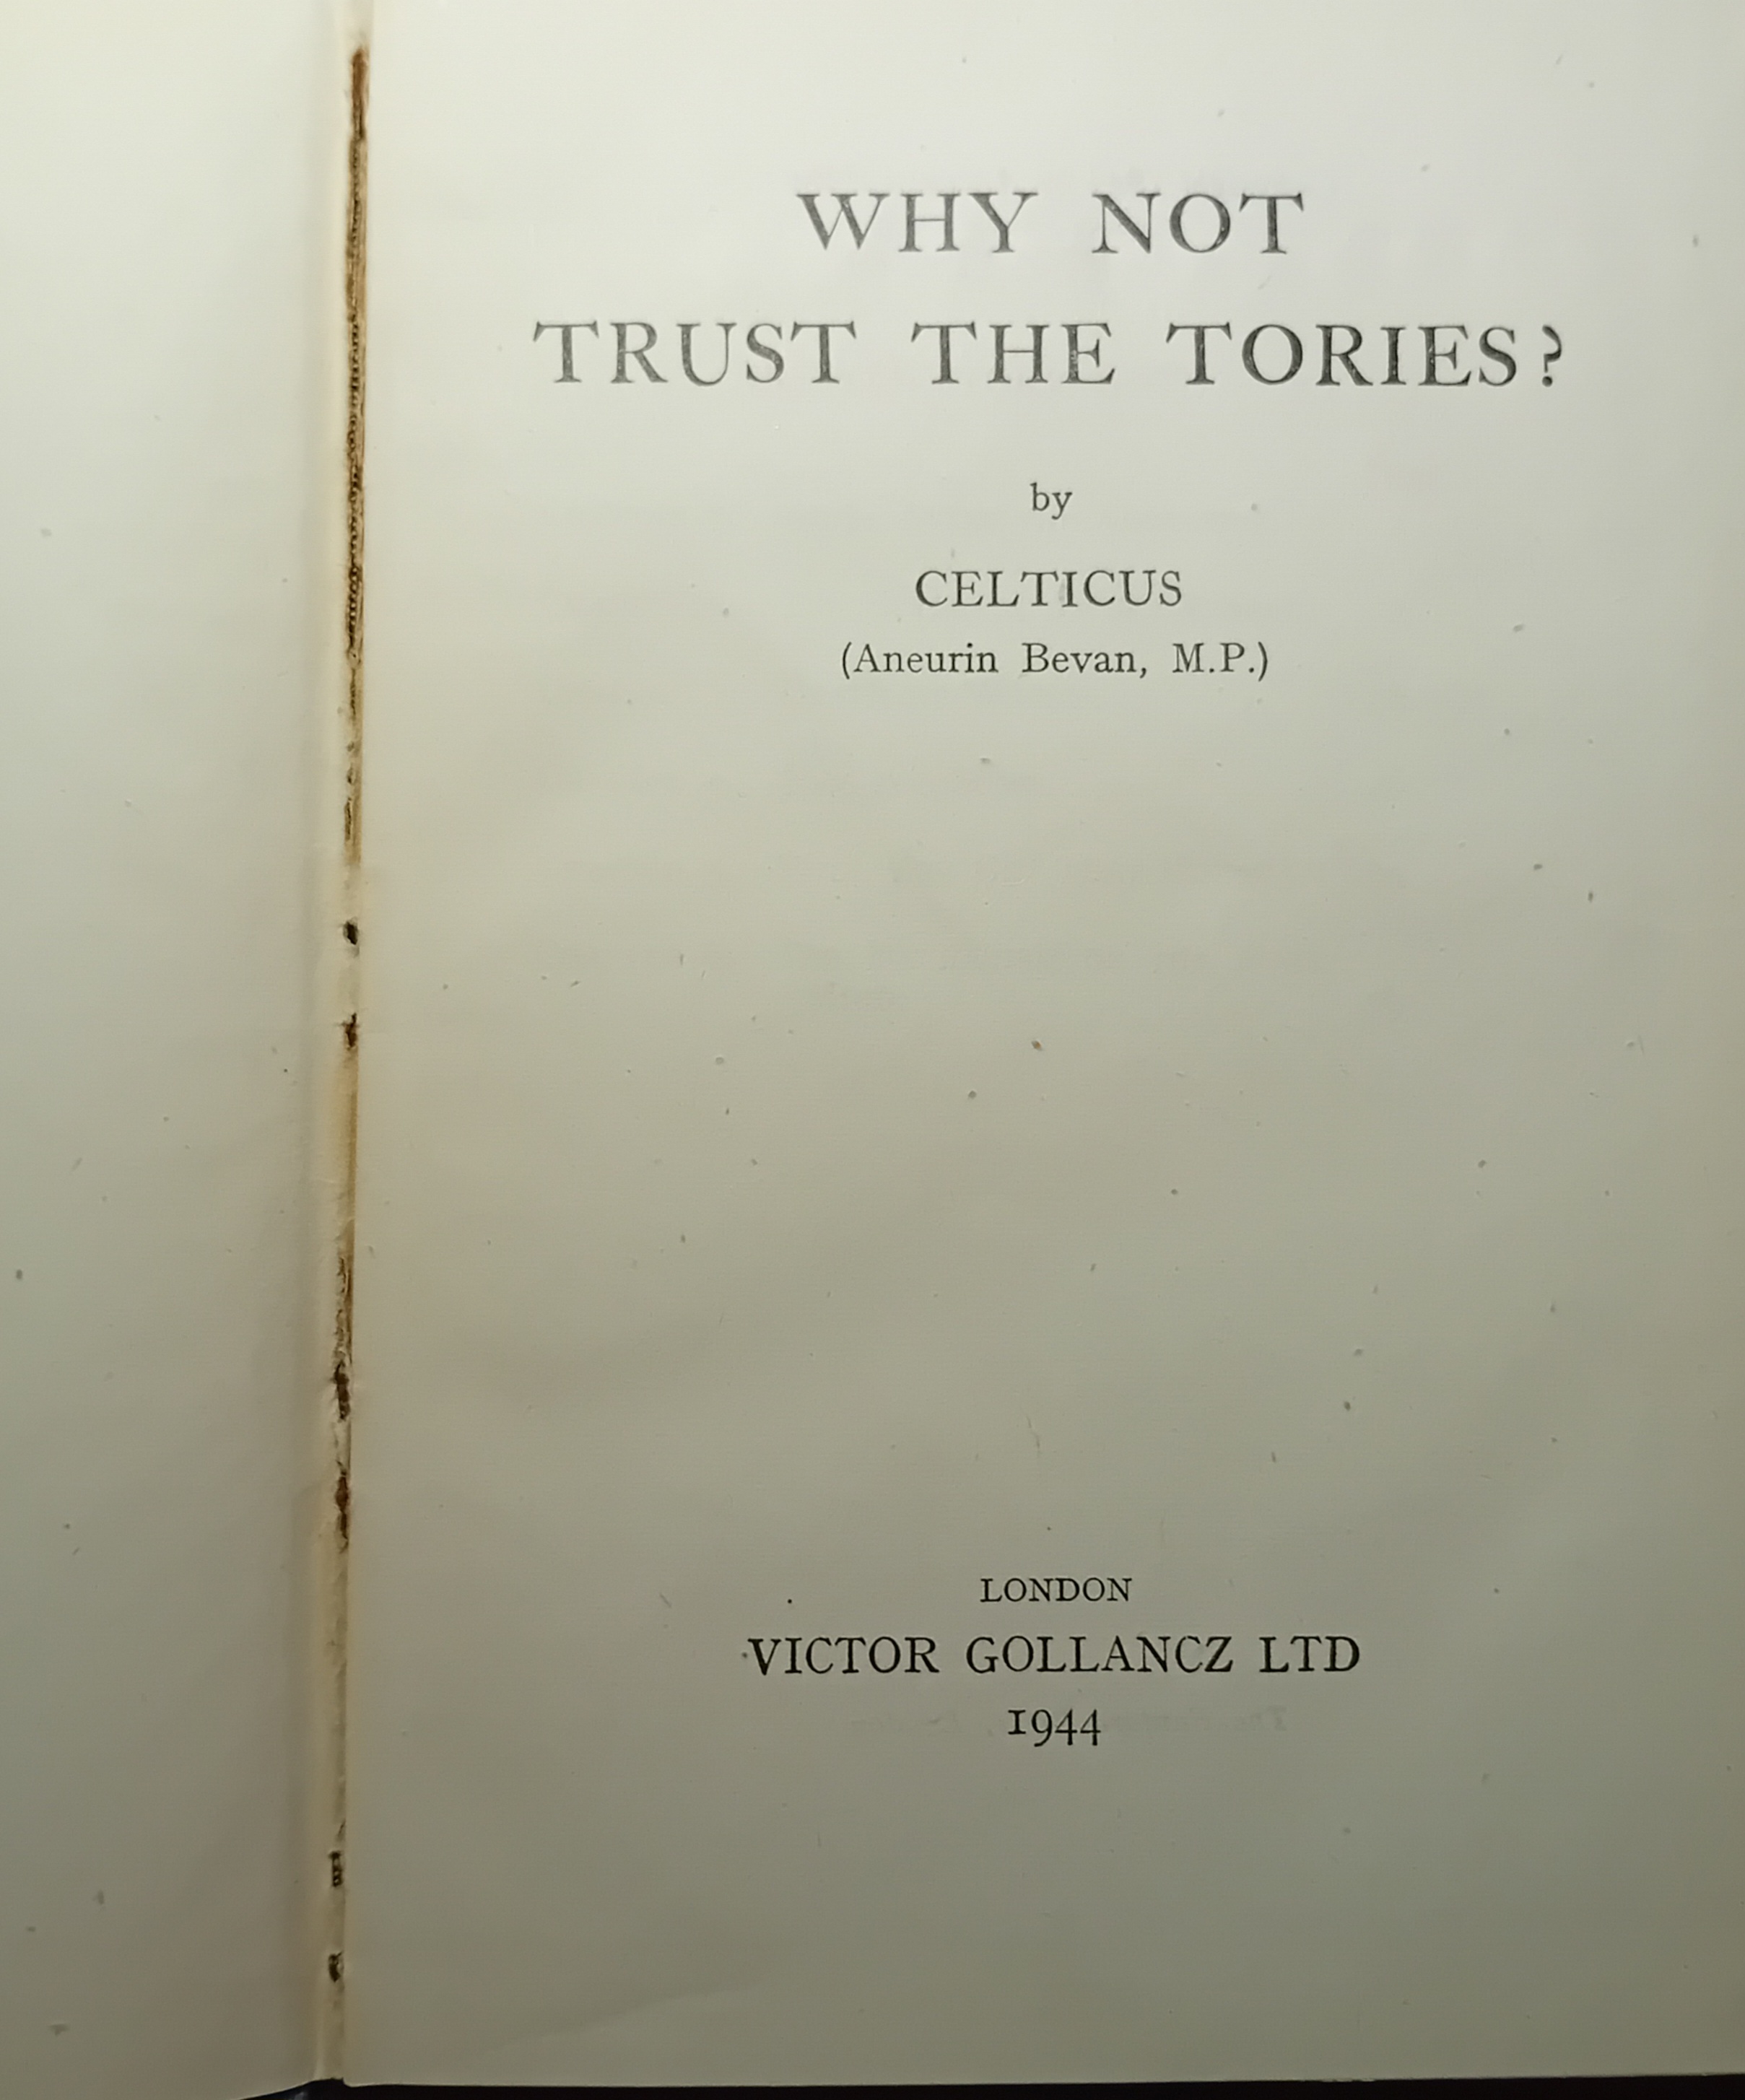 WHY NOT
TRUST THE TORIES?
by
CELTICUS
(Aneurin Bevan, M.P.)
LONDON
VICTOR GOLLANCZ LTD
1944